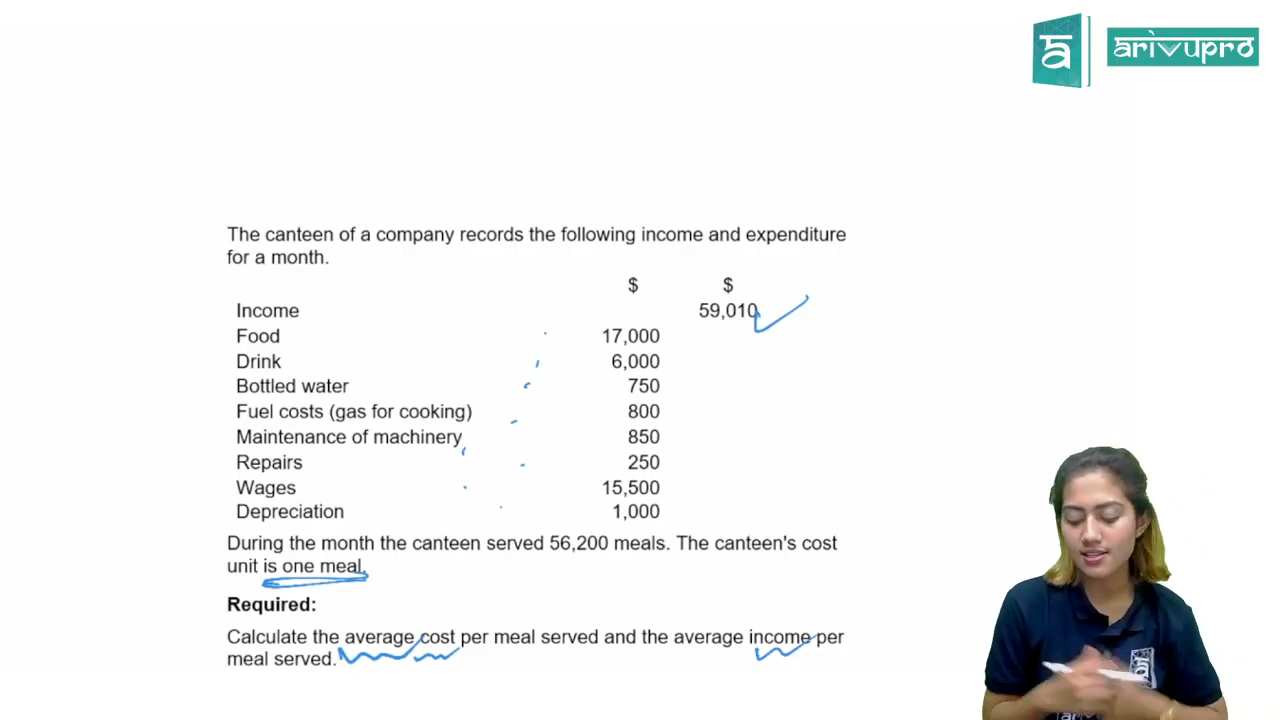 arivupro
The canteen of a company records the following income and expenditure
for a month.
$ $
Income 59,010
Food 17,000
Drink 6,000
Bottled water 750
Fuel costs (gas for cooking) 800
Maintenance of machinery 850
Repairs 250
Wages 15,500
Depreciation 1,000
During the month the canteen served 56,200 meals. The canteen's cost
unit is one meal.
Required:
Calculate the average cost per meal served and the average income per
meal served.